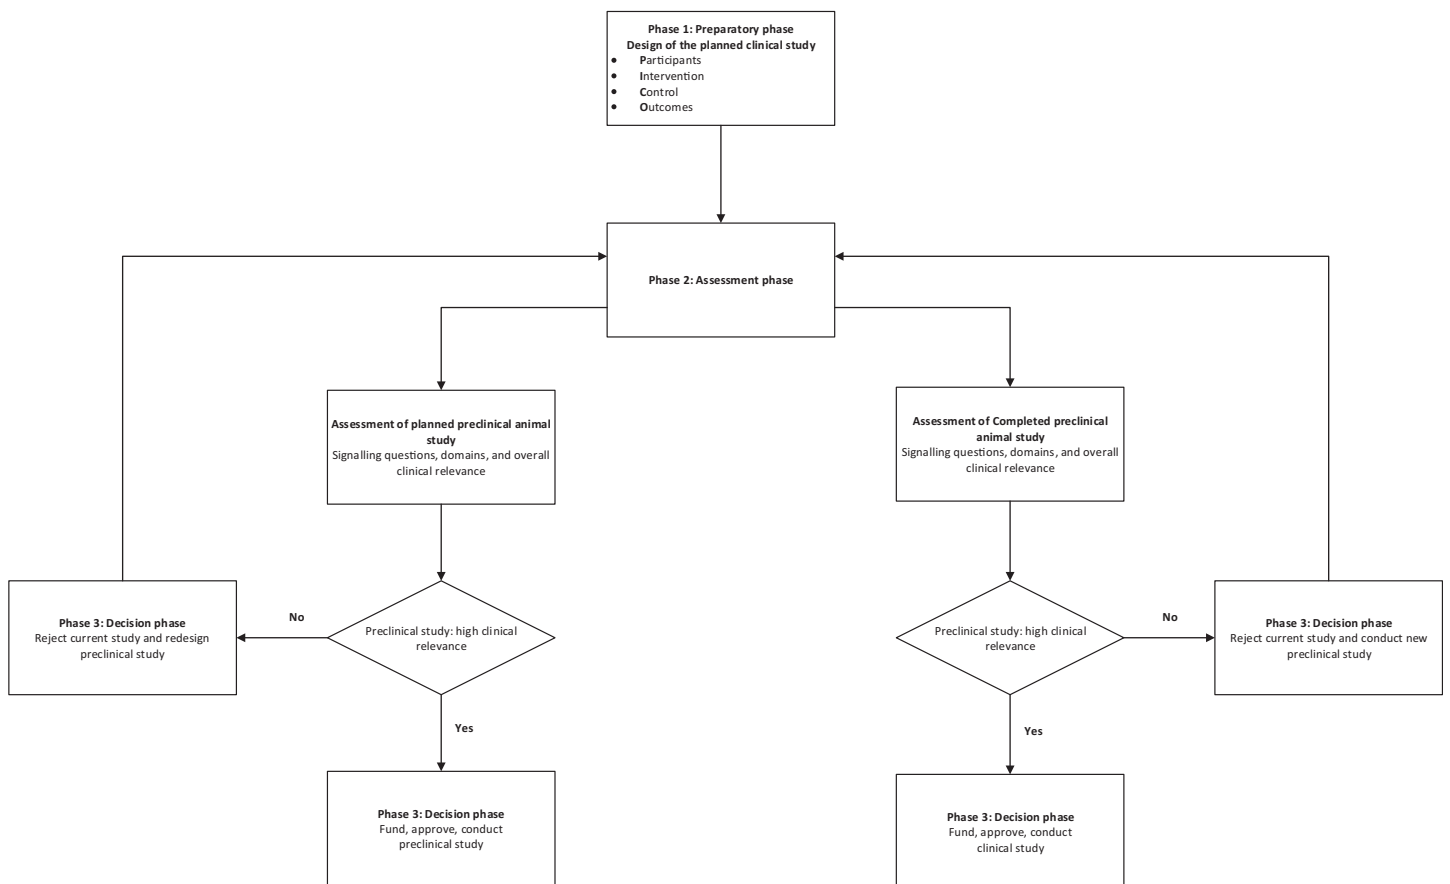 Phase 1: Preparatory phase
Design of the planned clinical study
• Participants
• Intervention
• Control
• Outcomes
Phase 2: Assessment phase
Assessment of planned preclinical animal
study
Signalling questions, domains, and overall
clinical relevance
Assessment of Completed preclinical
animal study
Signalling questions, domains, and overall
clinical relevance
Phase 3: Decision phase
Reject current study and redesign
preclinical study
No
Preclinical study: high clinical
relevance
Preclinical study: high clinical
relevance
No
Phase 3: Decision phase
Reject current study and conduct new
preclinical study
Yes
Yes
Phase 3: Decision phase
Fund, approve, conduct
preclinical study
Phase 3: Decision phase
Fund, approve, conduct
clinical study